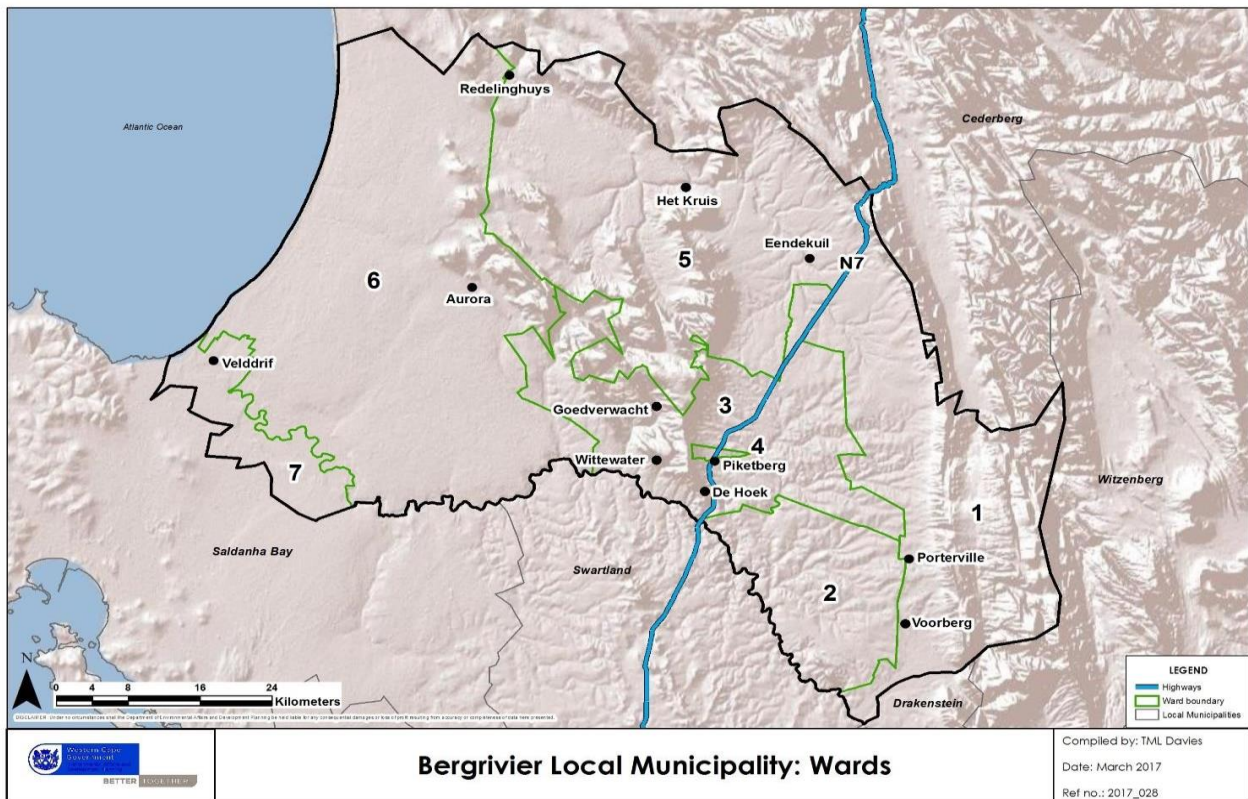 Atlantic Ocean
Redelinghuys
Cederberg
Het Kruis
Eendekuil
5
N7
6
Aurora
Velddrif
Goedverwacht
3
4
Wittewater
Piketberg
7
De Hoek
1
Witzenberg
Saldanha Bay
Swartland
Porterville
2
Voorberg
Drakenstein
N
0 4 8 16 24
Kilometers
LEGEND
Highways
Ward boundary
Local Municipalities
Western Cape
Government
BETTER TOGETHER
Bergrivier Local Municipality: Wards
Compiled by: TML Davies
Date: March 2017
Ref no.: 2017_028